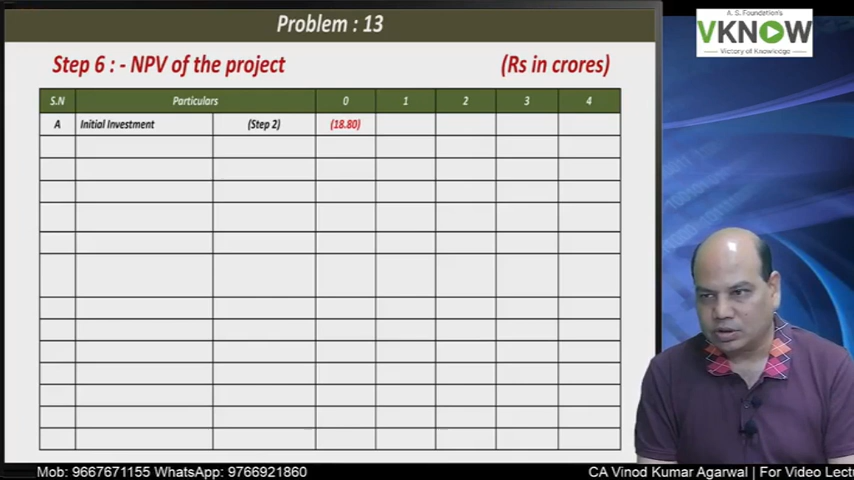 Problem : 13
A. S. Foundation's
VKNOW
Victory of Knowledge
Step 6 : - NPV of the project
(Rs in crores)
S.N Particulars 0 1 2 3 4
A Initial Investment (Step 2) (18.80)
Mob: 9667671155 WhatsApp: 9766921860
CA Vinod Kumar Agarwal | For Video Lectu